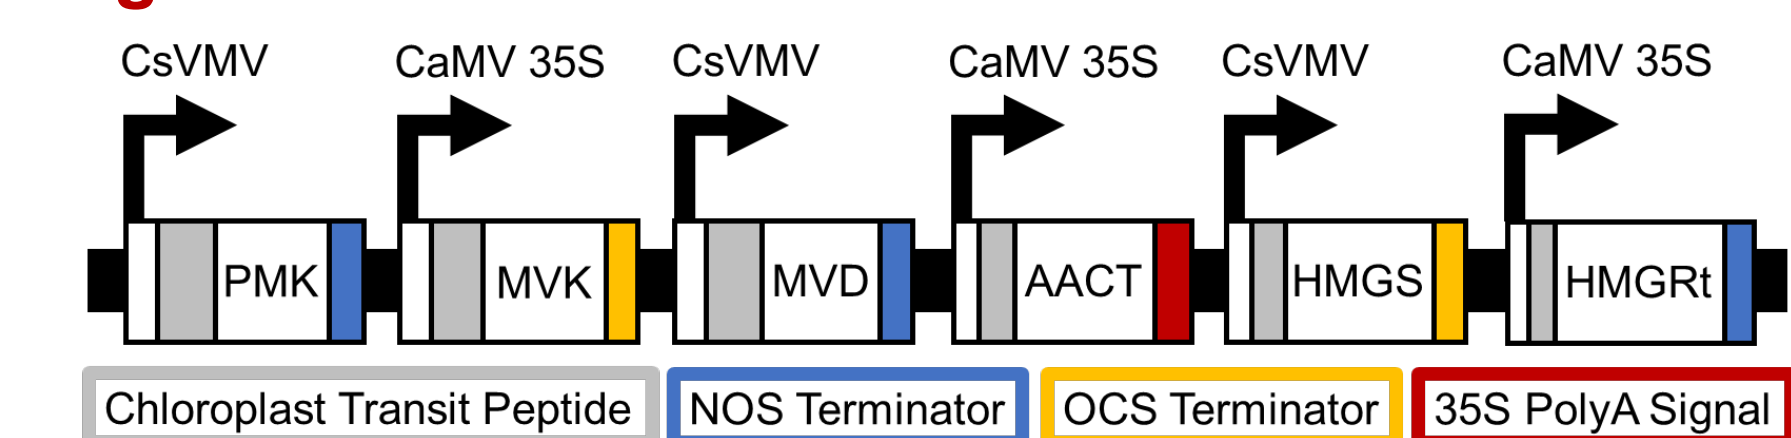 CsVMV CaMV 35S CsVMV CaMV 35S CsVMV CaMV 35S
PMK MVK MVD AACT HMGS HMGRt
Chloroplast Transit Peptide NOS Terminator OCS Terminator 35S PolyA Signal